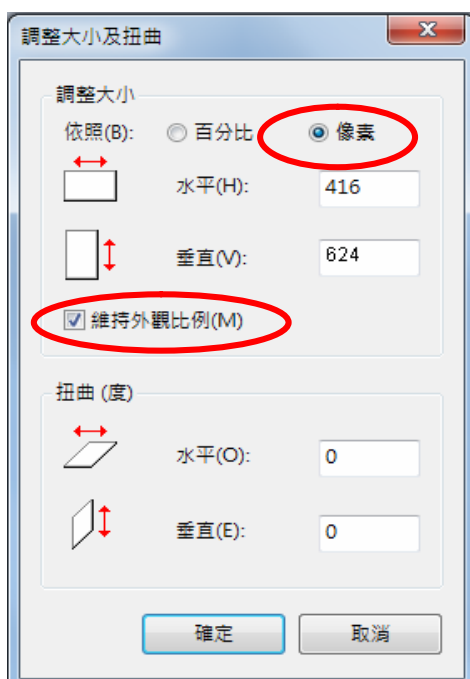 調整大小及扭曲
調整大小
依照(B): 百分比 像素
水平(H): 416
垂直(V): 624
維持外觀比例(M)
扭曲 (度)
水平(O): 0
垂直(E): 0
確定 取消